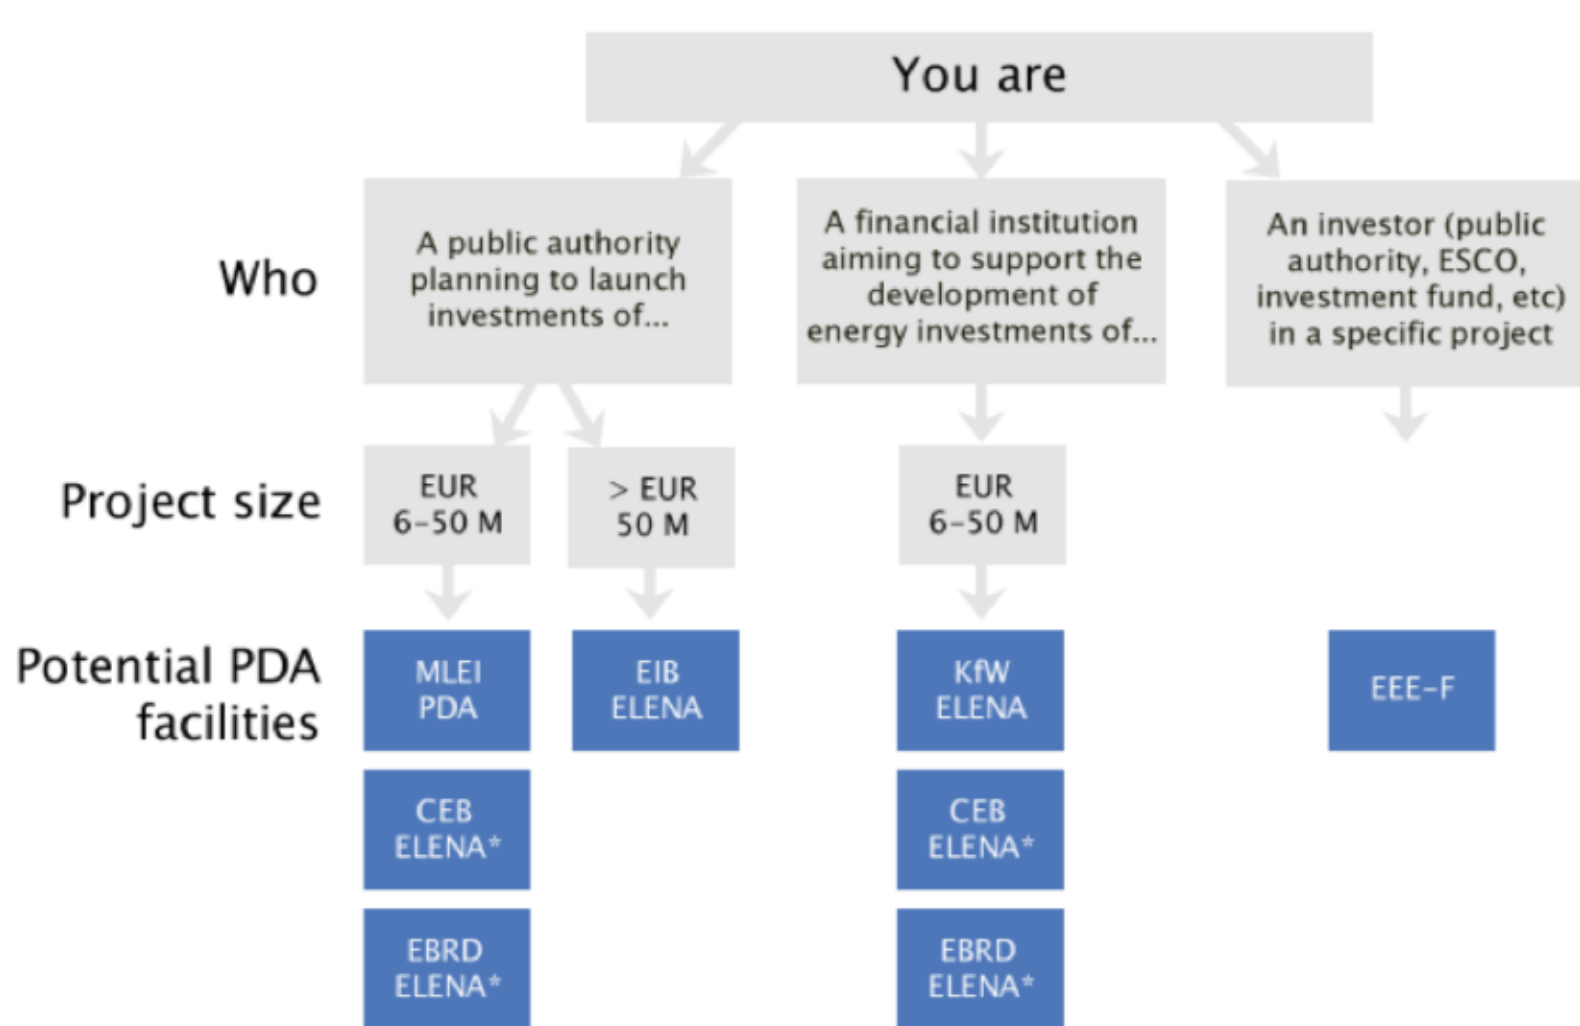 You are
Who
A public authority
planning to launch
investments of...
A financial institution
aiming to support the
development of
energy investments of...
An investor (public
authority, ESCO,
investment fund, etc)
in a specific project
Project size
EUR
6-50 M
> EUR
50 M
EUR
6-50 M
Potential PDA
facilities
MLEI
PDA
EIB
ELENA
KfW
ELENA
EEE-F
CEB
ELENA*
CEB
ELENA*
EBRD
ELENA*
EBRD
ELENA*